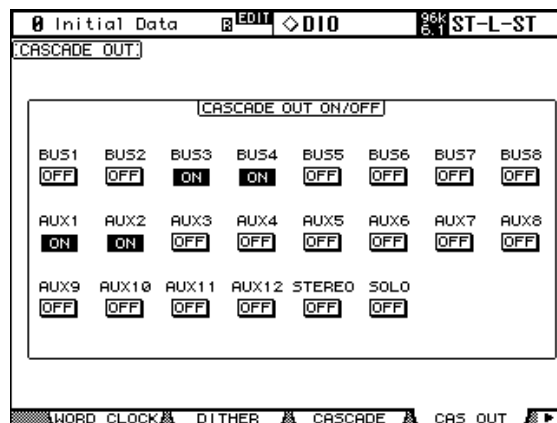 0 Initial Data EDIT ◇DIO 96k 6.1 ST-L-ST
CASCADE OUT
CASCADE OUT ON/OFF
BUS1 BUS2 BUS3 BUS4 BUS5 BUS6 BUS7 BUS8
OFF OFF ON ON OFF OFF OFF OFF
AUX1 AUX2 AUX3 AUX4 AUX5 AUX6 AUX7 AUX8
ON ON OFF OFF OFF OFF OFF OFF
AUX9 AUX10 AUX11 AUX12 STEREO SOLO
OFF OFF OFF OFF OFF OFF
WORD CLOCK DITHER CASCADE CAS OUT